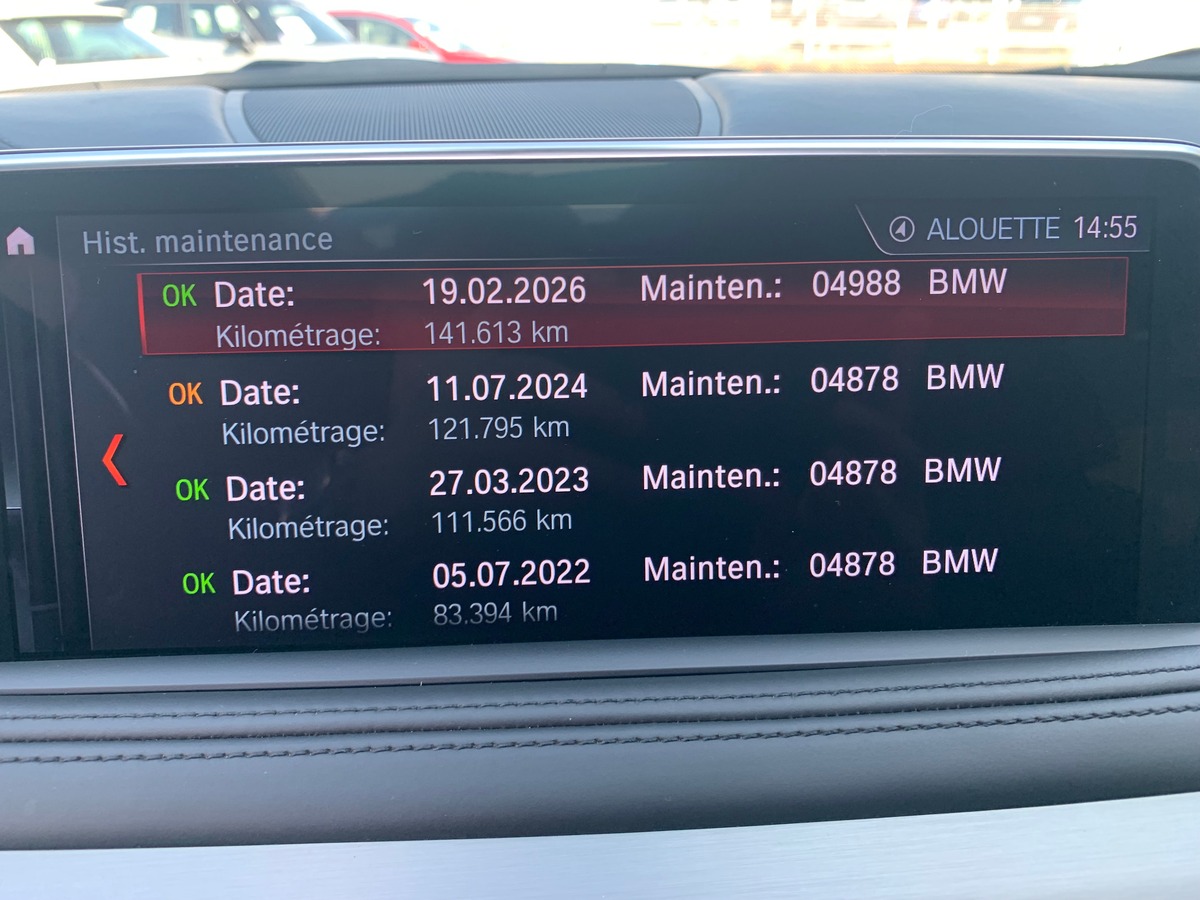 Hist. maintenance
ALOUETTE 14:55
OK Date: 19.02.2026 Mainten.: 04988 BMW
Kilométrage: 141.613 km
OK Date: 11.07.2024 Mainten.: 04878 BMW
Kilométrage: 121.795 km
OK Date: 27.03.2023 Mainten.: 04878 BMW
Kilométrage: 111.566 km
OK Date: 05.07.2022 Mainten.: 04878 BMW
Kilométrage: 83.394 km